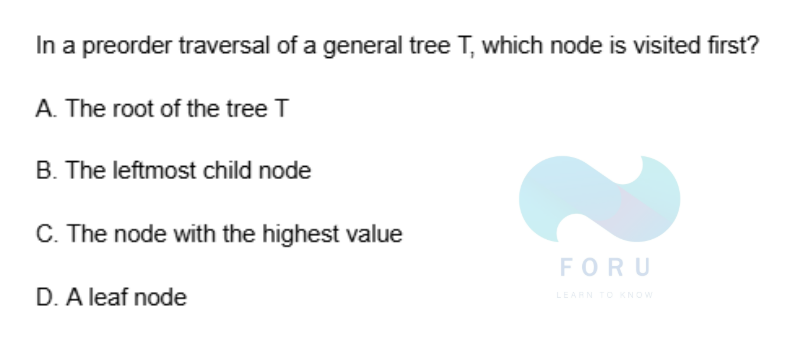 In a preorder traversal of a general tree T, which node is visited first?
A. The root of the tree T
B. The leftmost child node
C. The node with the highest value
D. A leaf node
FORU
LEARN TO KNOW